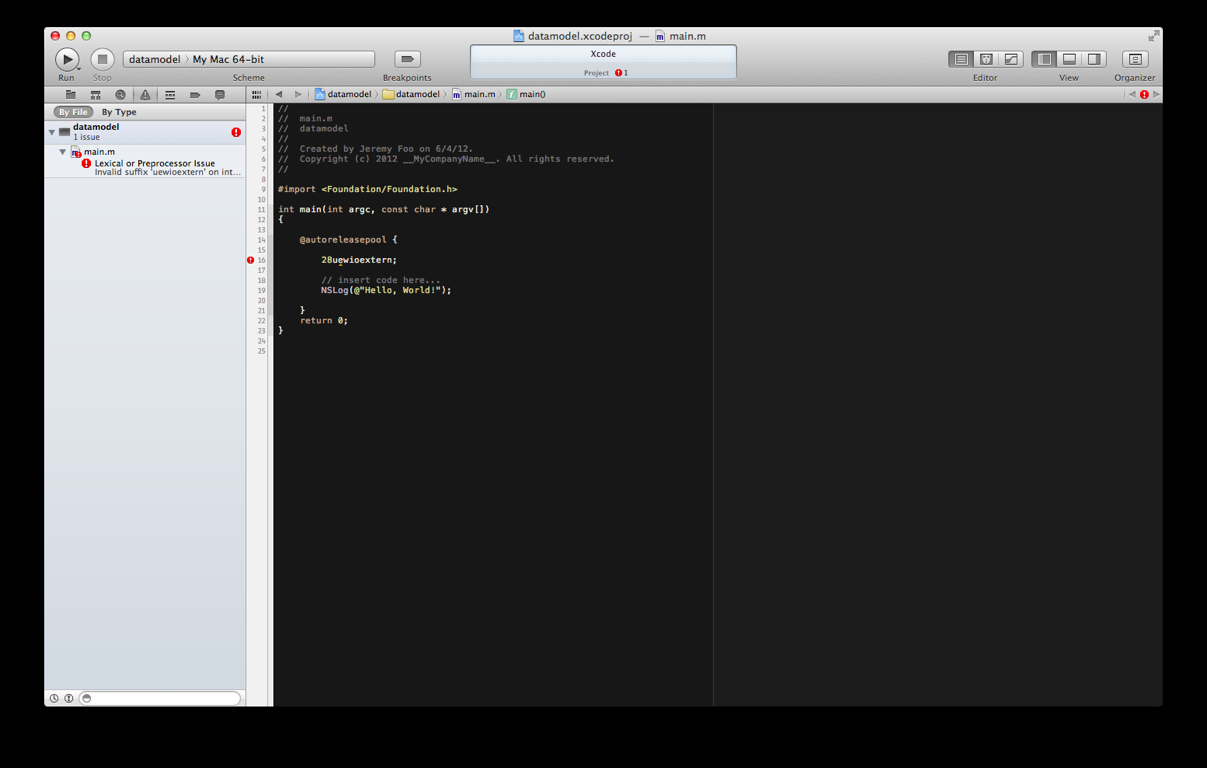 datamodel.xcodeproj — main.m
datamodel 〉 My Mac 64-bit
Xcode
Project 1
Run Stop Scheme Breakpoints Editor View Organizer
datamodel 〉 datamodel 〉 main.m 〉 main()
By File By Type
datamodel
1 issue
main.m
Lexical or Preprocessor Issue
Invalid suffix 'uewioextern' on int...
1 //
2 //  main.m
3 //  datamodel
4 //
5 //  Created by Jeremy Foo on 6/4/12.
6 //  Copyright (c) 2012 __MyCompanyName__. All rights reserved.
7 //
8
9 #import <Foundation/Foundation.h>
10
11 int main(int argc, const char * argv[])
12 {
13
14     @autoreleasepool {
15
16         28uewioextern;
17
18         // insert code here...
19         NSLog(@"Hello, World!");
20
21     }
22     return 0;
23 }
24
25